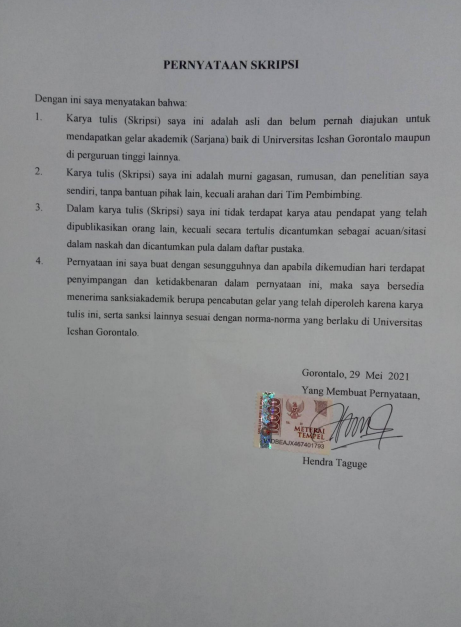 PERNYATAAN SKRIPSI
Dengan ini saya menyatakan bahwa:
1. Karya tulis (Skripsi) saya ini adalah asli dan belum pernah diajukan untuk
mendapatkan gelar akademik (Sarjana) baik di Unirversitas Icshan Gorontalo maupun
di perguruan tinggi lainnya.
2. Karya tulis (Skripsi) saya ini adalah murni gagasan, rumusan, dan penelitian saya
sendiri, tanpa bantuan pihak lain, kecuali arahan dari Tim Pembimbing.
3. Dalam karya tulis (Skripsi) saya ini tidak terdapat karya atau pendapat yang telah
dipublikasikan orang lain, kecuali secara tertulis dicantumkan sebagai acuan/sitasi
dalam naskah dan dicantumkan pula dalam daftar pustaka.
4. Pernyataan ini saya buat dengan sesungguhnya dan apabila dikemudian hari terdapat
penyimpangan dan ketidakbenaran dalam pernyataan ini, maka saya bersedia
menerima sanksiakademik berupa pencabutan gelar yang telah diperoleh karena karya
tulis ini, serta sanksi lainnya sesuai dengan norma-norma yang berlaku di Universitas
Icshan Gorontalo.
Gorontalo, 29 Mei 2021
Yang Membuat Pernyataan,
10000
METERAI
TEMPEL
Hendra Taguge